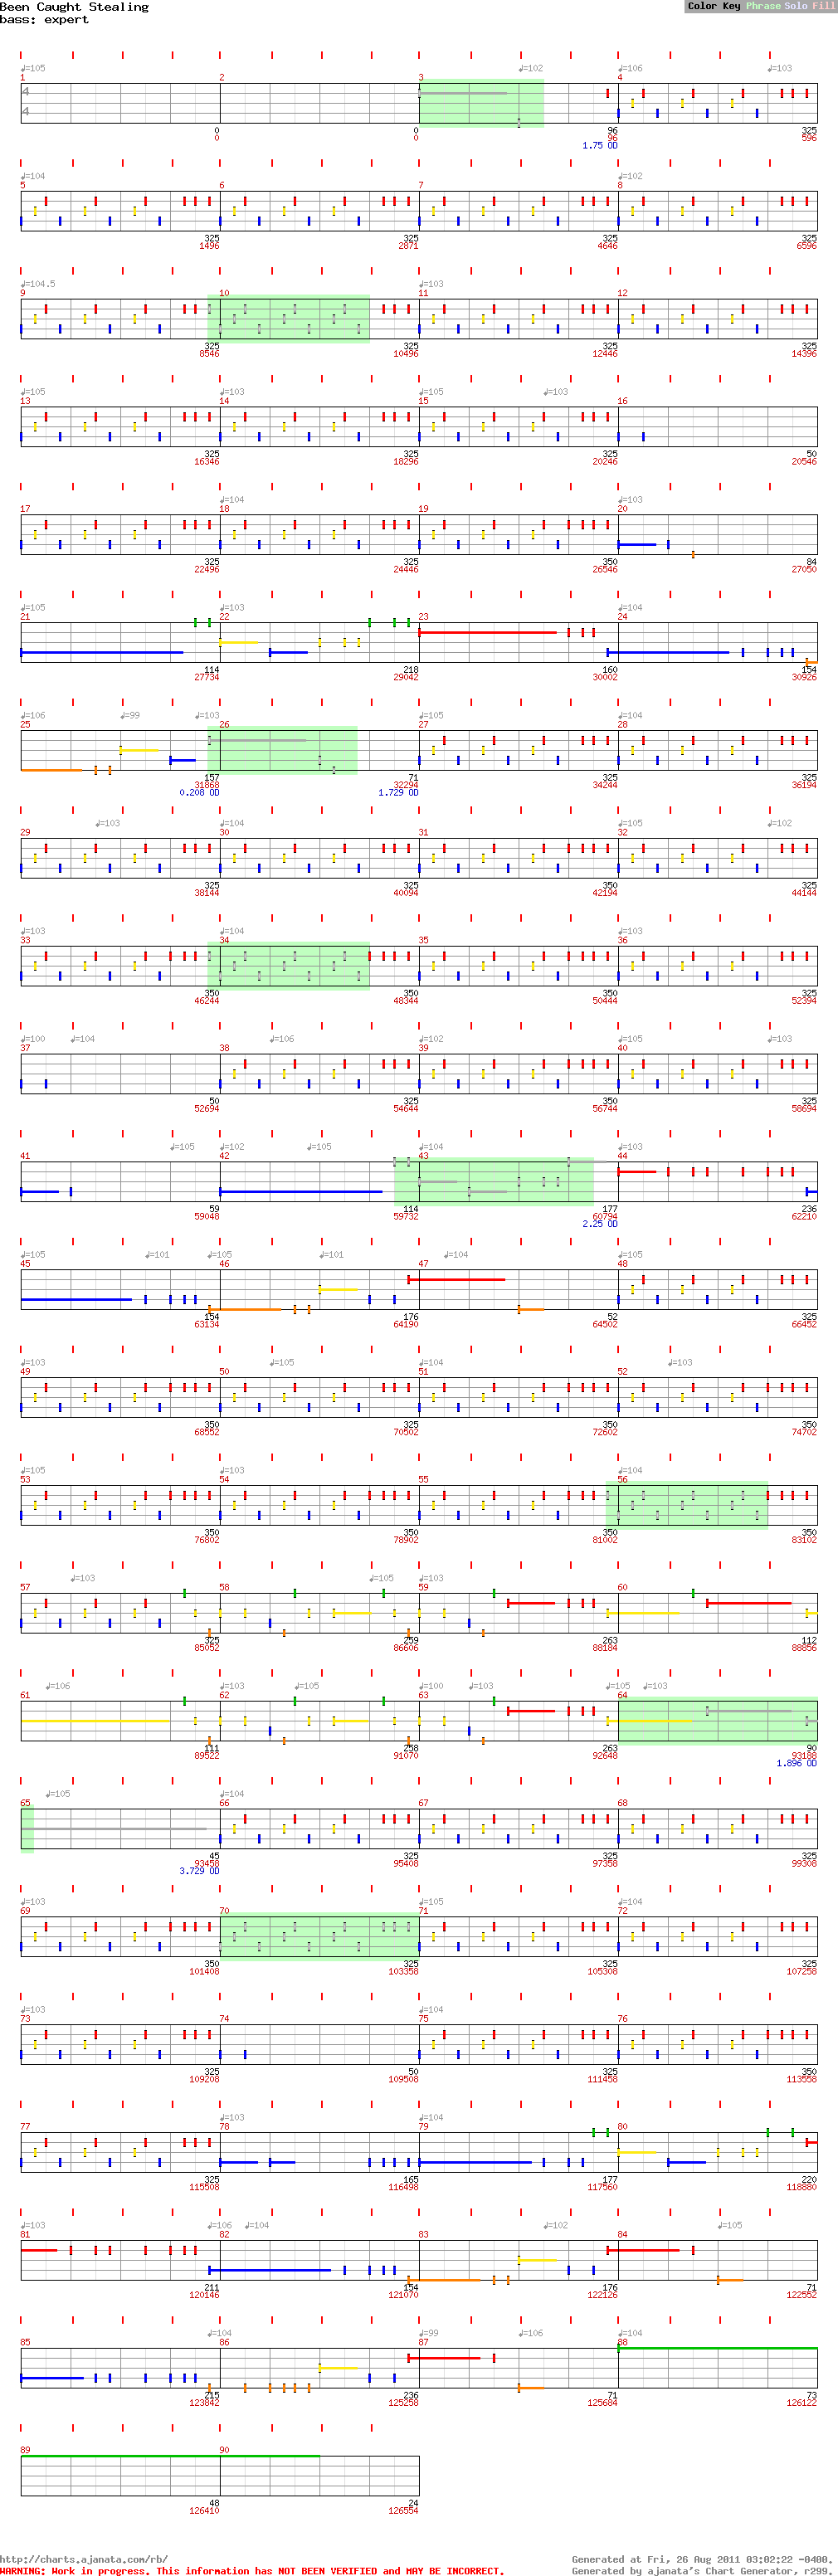 Been Caught Stealing
Color Key Phrase Solo Fill
bass: expert
♩=105 ♩=102 ♩=106 ♩=103
1 2 3 4
4
4
0 0 96 325
0 0 96 596
1.75 OD
♩=104 ♩=102
5 6 7 8
325 325 325 325
1496 2871 4646 6596
♩=104.5 ♩=103
9 10 11 12
325 325 325 325
8546 10496 12446 14396
♩=105 ♩=103 ♩=105 ♩=103
13 14 15 16
325 325 325 50
16346 18296 20246 20546
♩=104 ♩=103
17 18 19 20
325 325 350 84
22496 24446 26546 27050
♩=105 ♩=103 ♩=104
21 22 23 24
114 218 160 154
27734 29042 30002 30926
♩=106 ♩=99 ♩=103 ♩=105 ♩=104
25 26 27 28
157 71 325 325
31868 32294 34244 36194
0.208 OD 1.729 OD
♩=103 ♩=104 ♩=105 ♩=102
29 30 31 32
325 325 350 325
38144 40094 42194 44144
♩=103 ♩=104 ♩=103
33 34 35 36
350 350 350 325
46244 48344 50444 52394
♩=100 ♩=104 ♩=106 ♩=102 ♩=105 ♩=103
37 38 39 40
50 325 350 325
52694 54644 56744 58694
♩=105 ♩=102 ♩=105 ♩=104 ♩=103
41 42 43 44
59 114 177 236
59048 59732 60794 62210
2.25 OD
♩=105 ♩=101 ♩=105 ♩=101 ♩=104 ♩=105
45 46 47 48
154 176 52 325
63134 64190 64502 66452
♩=103 ♩=105 ♩=104 ♩=103
49 50 51 52
350 325 350 350
68552 70502 72602 74702
♩=105 ♩=103 ♩=104
53 54 55 56
350 350 350 350
76802 78902 81002 83102
♩=103 ♩=105 ♩=103
57 58 59 60
325 259 263 112
85052 86606 88184 88856
♩=106 ♩=103 ♩=105 ♩=100 ♩=103 ♩=105 ♩=103
61 62 63 64
111 258 263 90
89522 91070 92648 93188
1.896 OD
♩=105 ♩=104
65 66 67 68
45 325 325 325
93458 95408 97358 99308
3.729 OD
♩=103 ♩=105 ♩=104
69 70 71 72
350 325 325 325
101408 103358 105308 107258
♩=103 ♩=104
73 74 75 76
325 50 325 350
109208 109508 111458 113558
♩=103 ♩=104
77 78 79 80
325 165 177 220
115508 116498 117560 118880
♩=103 ♩=106 ♩=104 ♩=102 ♩=105
81 82 83 84
211 154 176 71
120146 121070 122126 122552
♩=104 ♩=99 ♩=106 ♩=104
85 86 87 88
215 236 71 73
123842 125258 125684 126122
89 90
48 24
126410 126554
http://charts.ajanata.com/rb/ Generated at Fri, 26 Aug 2011 03:02:22 -0400.
WARNING: Work in progress. This information has NOT BEEN VERIFIED and MAY BE INCORRECT. Generated by ajanata's Chart Generator, r299.